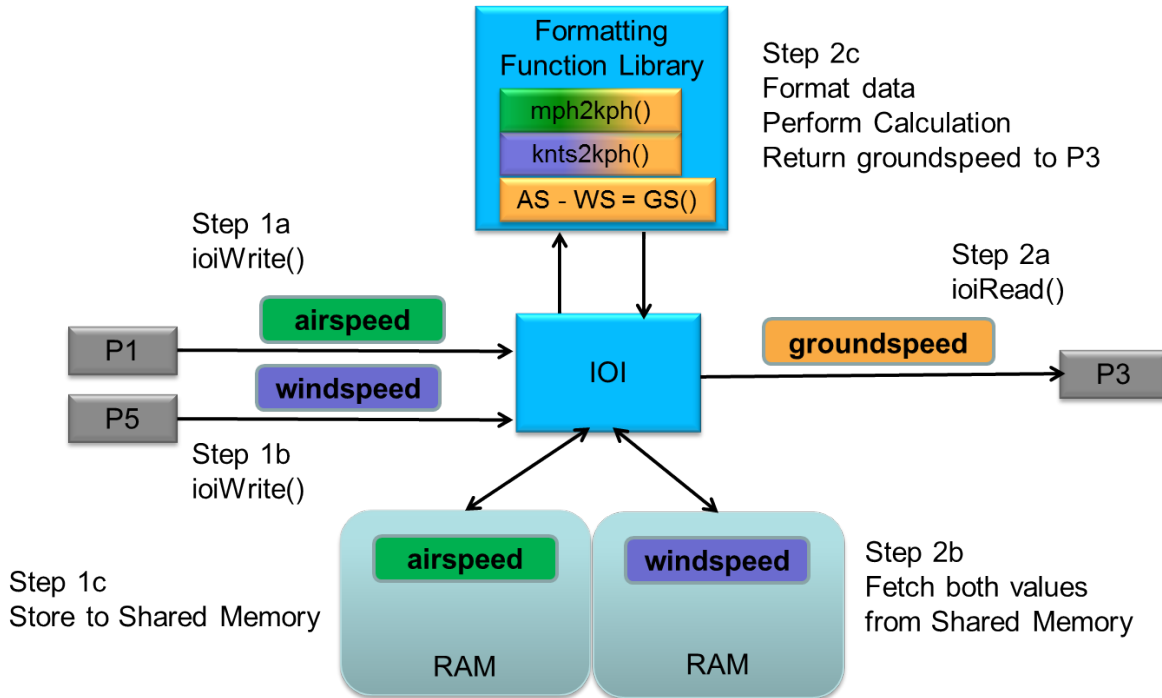 Formatting
Function Library
mph2kph()
knts2kph()
AS - WS = GS()
Step 2c
Format data
Perform Calculation
Return groundspeed to P3
Step 1a
ioiWrite()
airspeed
P1
windspeed
P5
Step 1b
ioiWrite()
IOI
Step 2a
ioiRead()
groundspeed
P3
Step 1c
Store to Shared Memory
airspeed
RAM
windspeed
RAM
Step 2b
Fetch both values
from Shared Memory